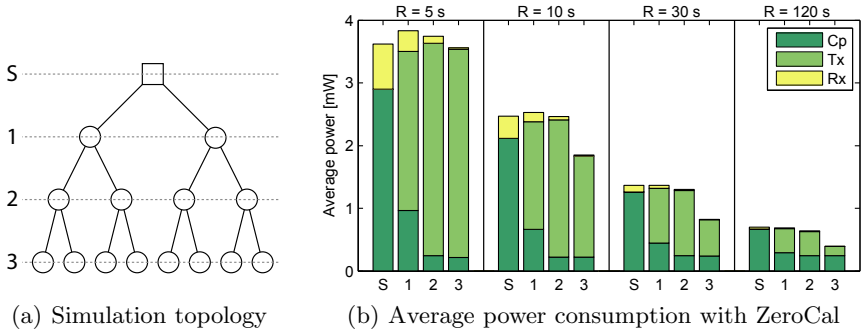 S
1
2
3
(a) Simulation topology
R = 5 s R = 10 s R = 30 s R = 120 s
4
3
2
1
0
Average power [mW]
Cp
Tx
Rx
S 1 2 3 S 1 2 3 S 1 2 3 S 1 2 3
(b) Average power consumption with ZeroCal